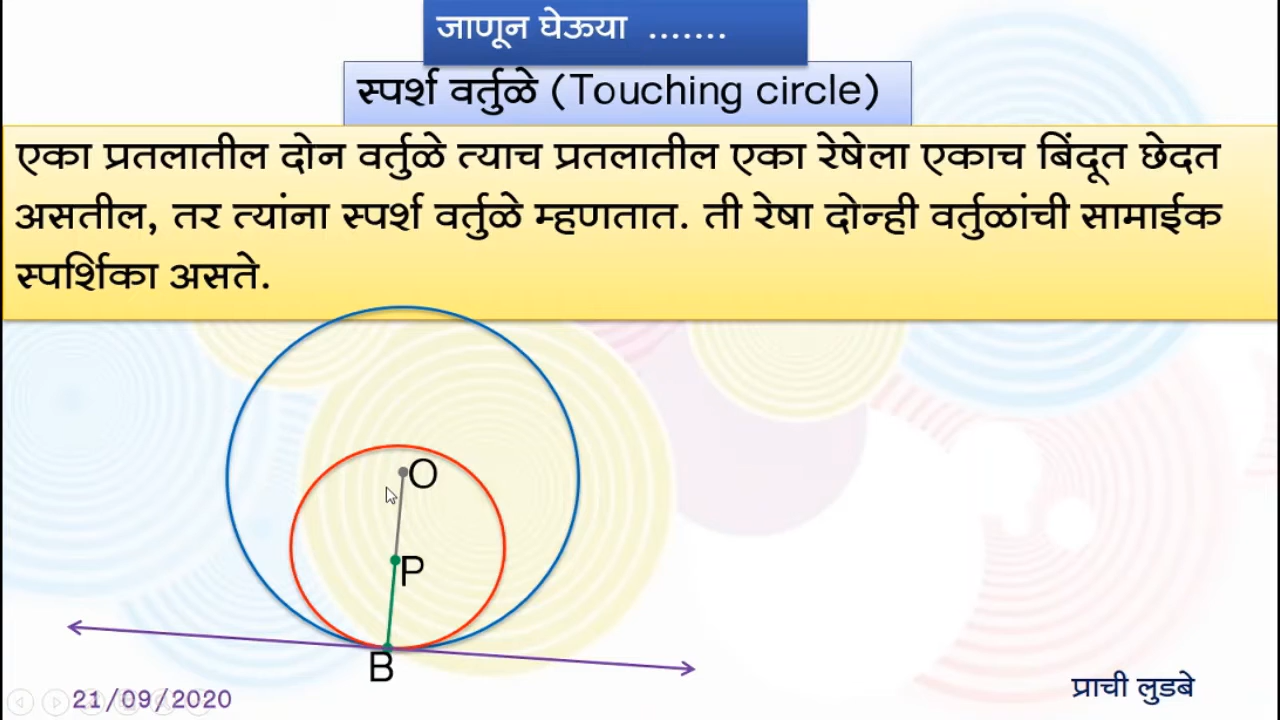 जाणून घेऊया .......
स्पर्श वर्तुळे (Touching circle)
एका प्रतलातील दोन वर्तुळे त्याच प्रतलातील एका रेषेला एकाच बिंदूत छेदत
असतील, तर त्यांना स्पर्श वर्तुळे म्हणतात. ती रेषा दोन्ही वर्तुळांची सामाईक
स्पर्शिका असते.
O
P
B
21/09/2020
प्राची लुडबे